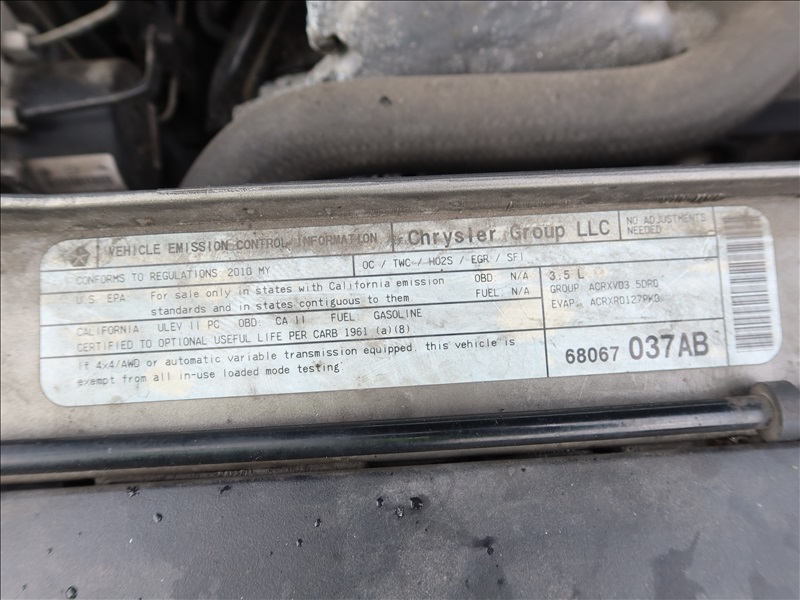 VEHICLE EMISSION CONTROL INFORMATION
Chrysler Group LLC
NO ADJUSTMENTS NEEDED
CONFORMS TO REGULATIONS 2010 MY
OC / TWC / HO2S / EGR / SFI
U.S. EPA: For sale only in states with California emission OBD: N/A
standards and in states contiguous to them FUEL: N/A
3.5 L
GROUP: ACRXV03.5DRQ
EVAP: ACRXR0127PK0
CALIFORNIA: ULEV II PC OBD: CA II FUEL: GASOLINE
CERTIFIED TO OPTIONAL USEFUL LIFE PER CARB 1961 (a)(8)
If 4x4/AWD or automatic variable transmission equipped, this vehicle is
exempt from all in-use loaded mode testing
68067 037AB